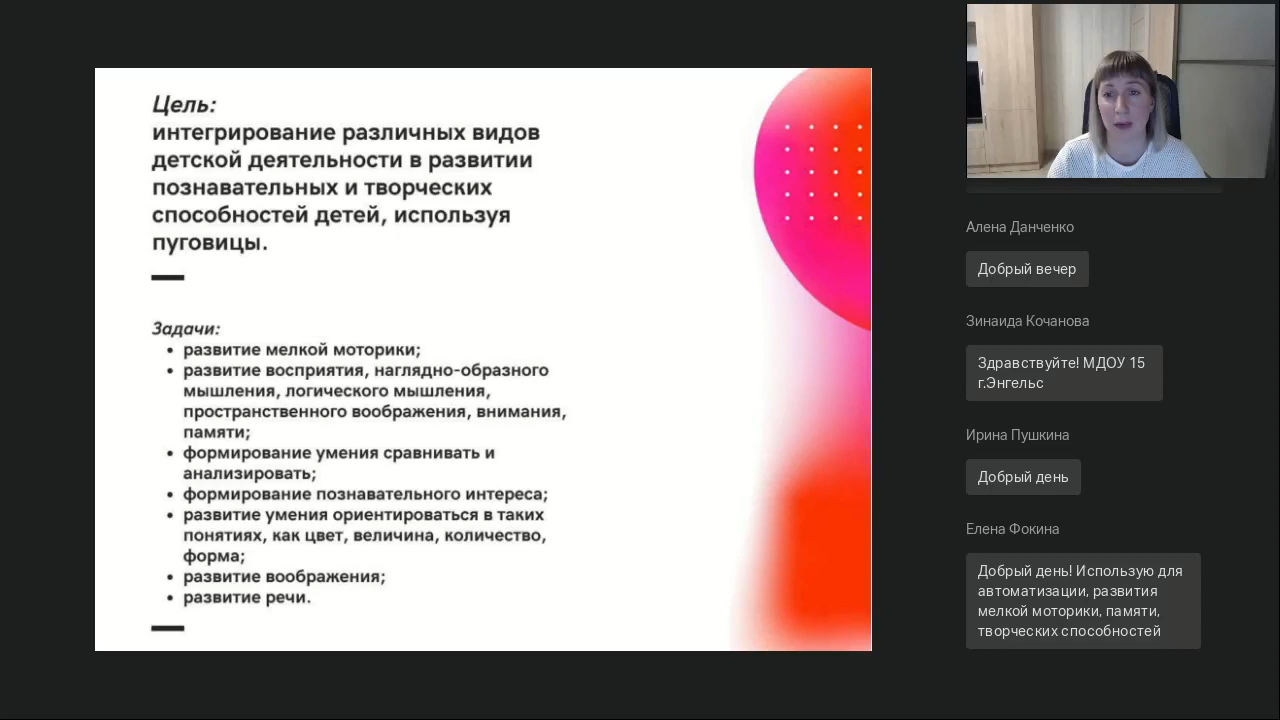 Цель:
интегрирование различных видов
детской деятельности в развитии
познавательных и творческих
способностей детей, используя
пуговицы.
Задачи:
• развитие мелкой моторики;
• развитие восприятия, наглядно-образного
мышления, логического мышления,
пространственного воображения, внимания,
памяти;
• формирование умения сравнивать и
анализировать;
• формирование познавательного интереса;
• развитие умения ориентироваться в таких
понятиях, как цвет, величина, количество,
форма;
• развитие воображения;
• развитие речи.
Алена Данченко
Добрый вечер
Зинаида Кочанова
Здравствуйте! МДОУ 15
г.Энгельс
Ирина Пушкина
Добрый день
Елена Фокина
Добрый день! Использую для
автоматизации, развития
мелкой моторики, памяти,
творческих способностей